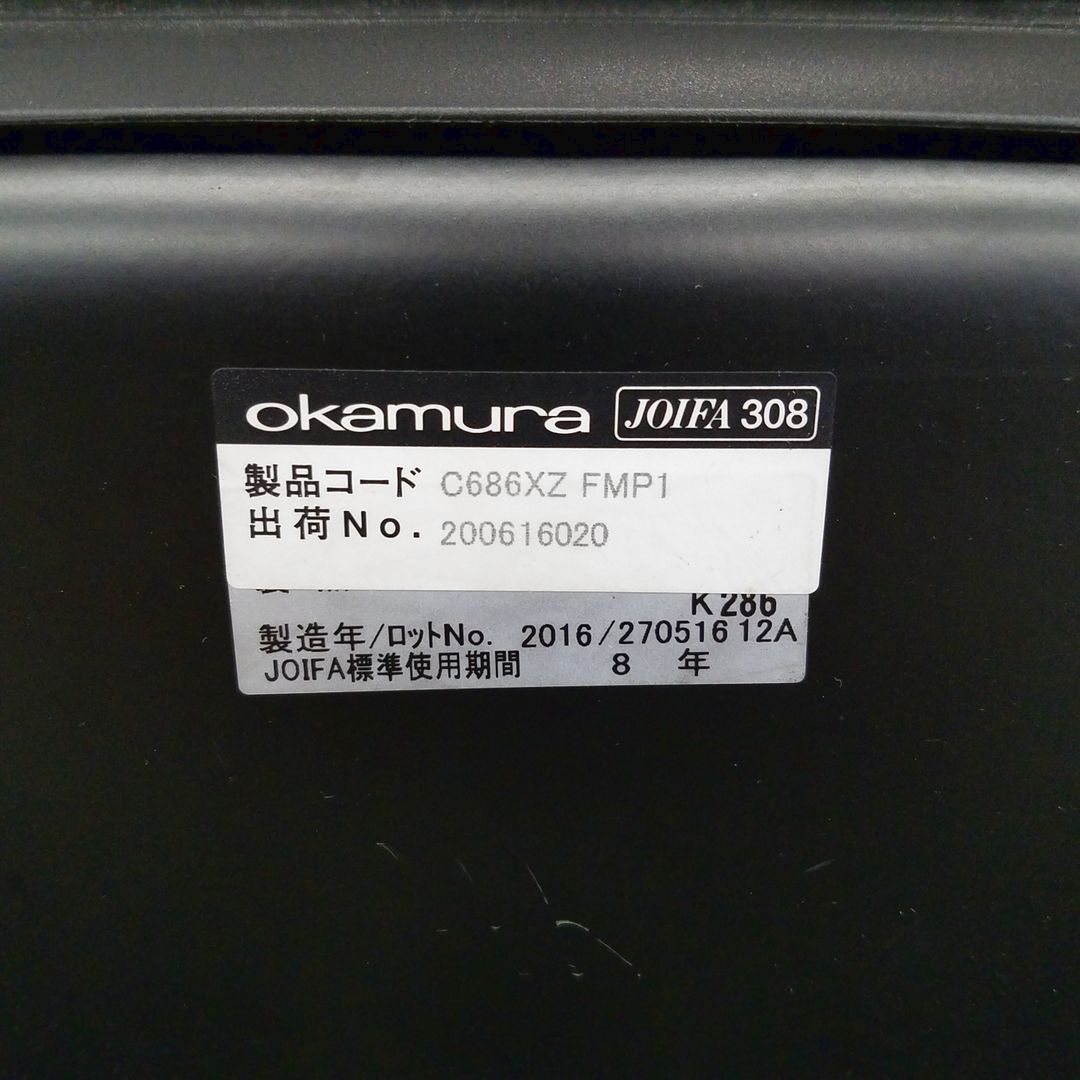 okamura JOIFA 308
製品コード C686XZ FMP1
出荷No. 200616020
K286
製造年/ロットNo. 2016/270516 12A
JOIFA標準使用期間 8 年